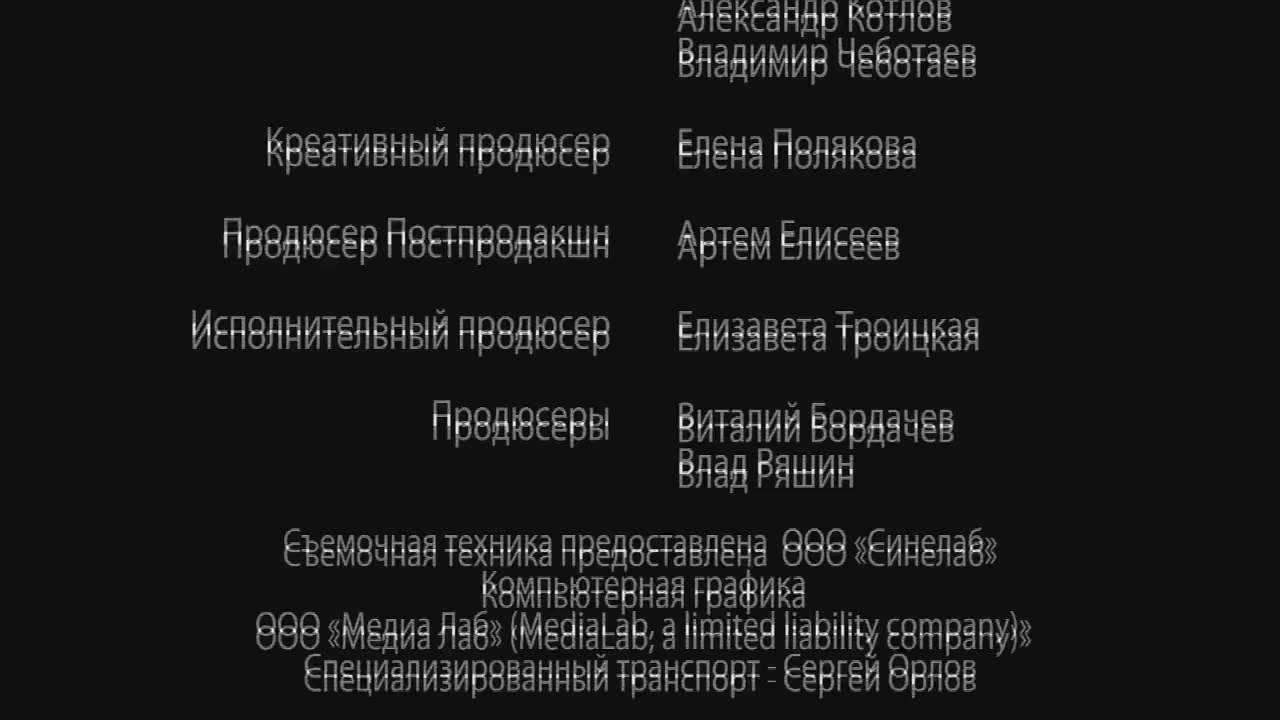 Александр Котлов
Владимир Чеботаев
Креативный продюсер Елена Полякова
Продюсер Постпродакшн Артем Елисеев
Исполнительный продюсер Елизавета Троицкая
Продюсеры Виталий Бордачев
Влад Ряшин
Съемочная техника предоставлена ООО «Синелаб»
Компьютерная графика
ООО «Медиа Лаб» (MediaLab, a limited liability company)»
Специализированный транспорт - Сергей Орлов